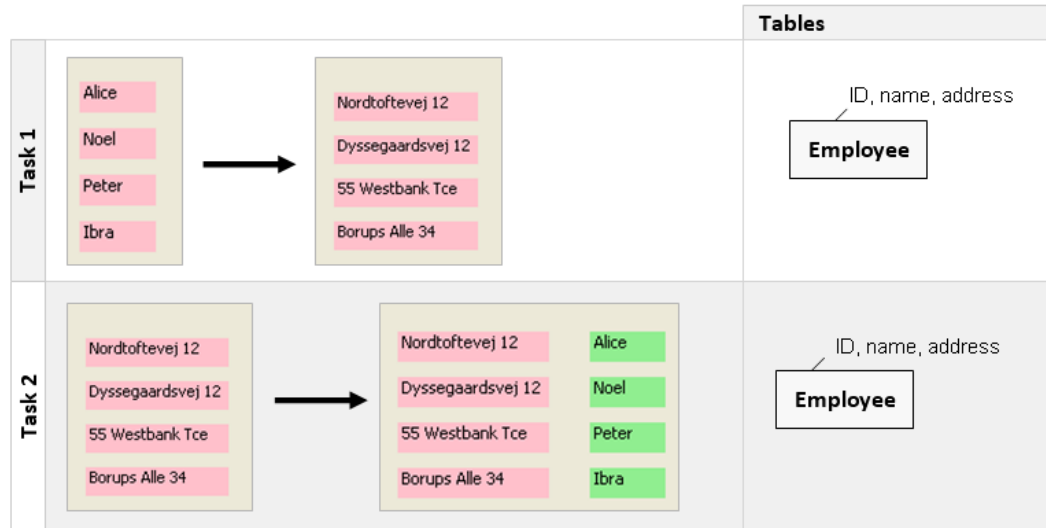 Tables
Task 1
Alice
Noel
Peter
Ibra
Nordtoftevej 12
Dyssegaardsvej 12
55 Westbank Tce
Borups Alle 34
ID, name, address
Employee
Task 2
Nordtoftevej 12
Dyssegaardsvej 12
55 Westbank Tce
Borups Alle 34
Nordtoftevej 12 Alice
Dyssegaardsvej 12 Noel
55 Westbank Tce Peter
Borups Alle 34 Ibra
ID, name, address
Employee